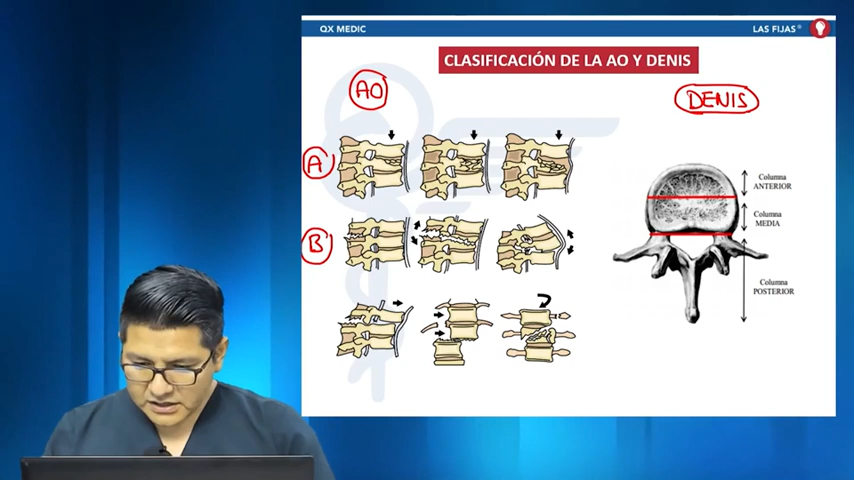 QX MEDIC
LAS FIJAS®
CLASIFICACIÓN DE LA AO Y DENIS
AO
DENIS
A
Columna
ANTERIOR
Columna
MEDIA
B
Columna
POSTERIOR